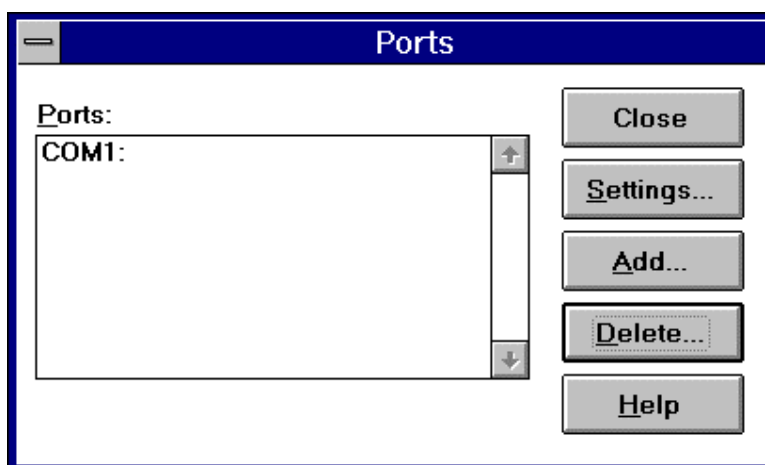 Ports
Ports:
COM1:
Close
Settings...
Add...
Delete...
Help